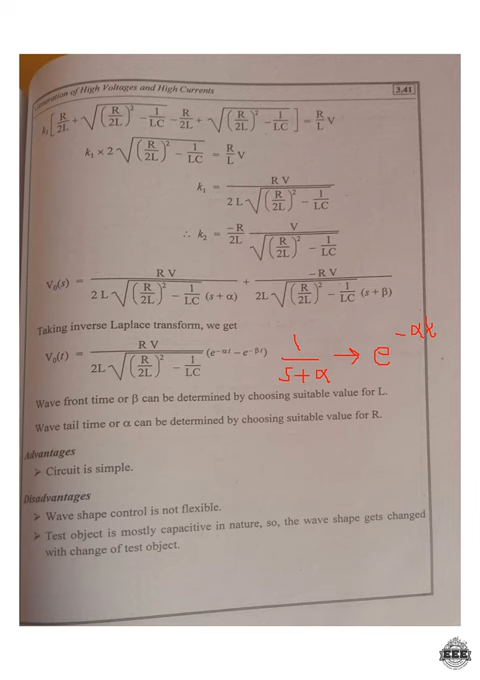 Generation of High Voltages and High Currents 3.41
k₁ [ R/2L + √((R/2L)² − 1/LC) − R/2L + √((R/2L)² − 1/LC) ] = R/L V
k₁ × 2 √((R/2L)² − 1/LC) = R/L V
k₁ = R V / (2 L √((R/2L)² − 1/LC))
∴ k₂ = −R/2L V / √((R/2L)² − 1/LC)
V₀(s) = R V / (2 L √((R/2L)² − 1/LC) (s + α)) + −R V / (2L √((R/2L)² − 1/LC) (s + β))
Taking inverse Laplace transform, we get
V₀(t) = R V / (2L √((R/2L)² − 1/LC)) (e^−αt − e^−βt)
1/(s+α) → e^−αt
Wave front time or β can be determined by choosing suitable value for L.
Wave tail time or α can be determined by choosing suitable value for R.
Advantages
➢ Circuit is simple.
Disadvantages
➢ Wave shape control is not flexible.
➢ Test object is mostly capacitive in nature, so, the wave shape gets changed
with change of test object.
EEE